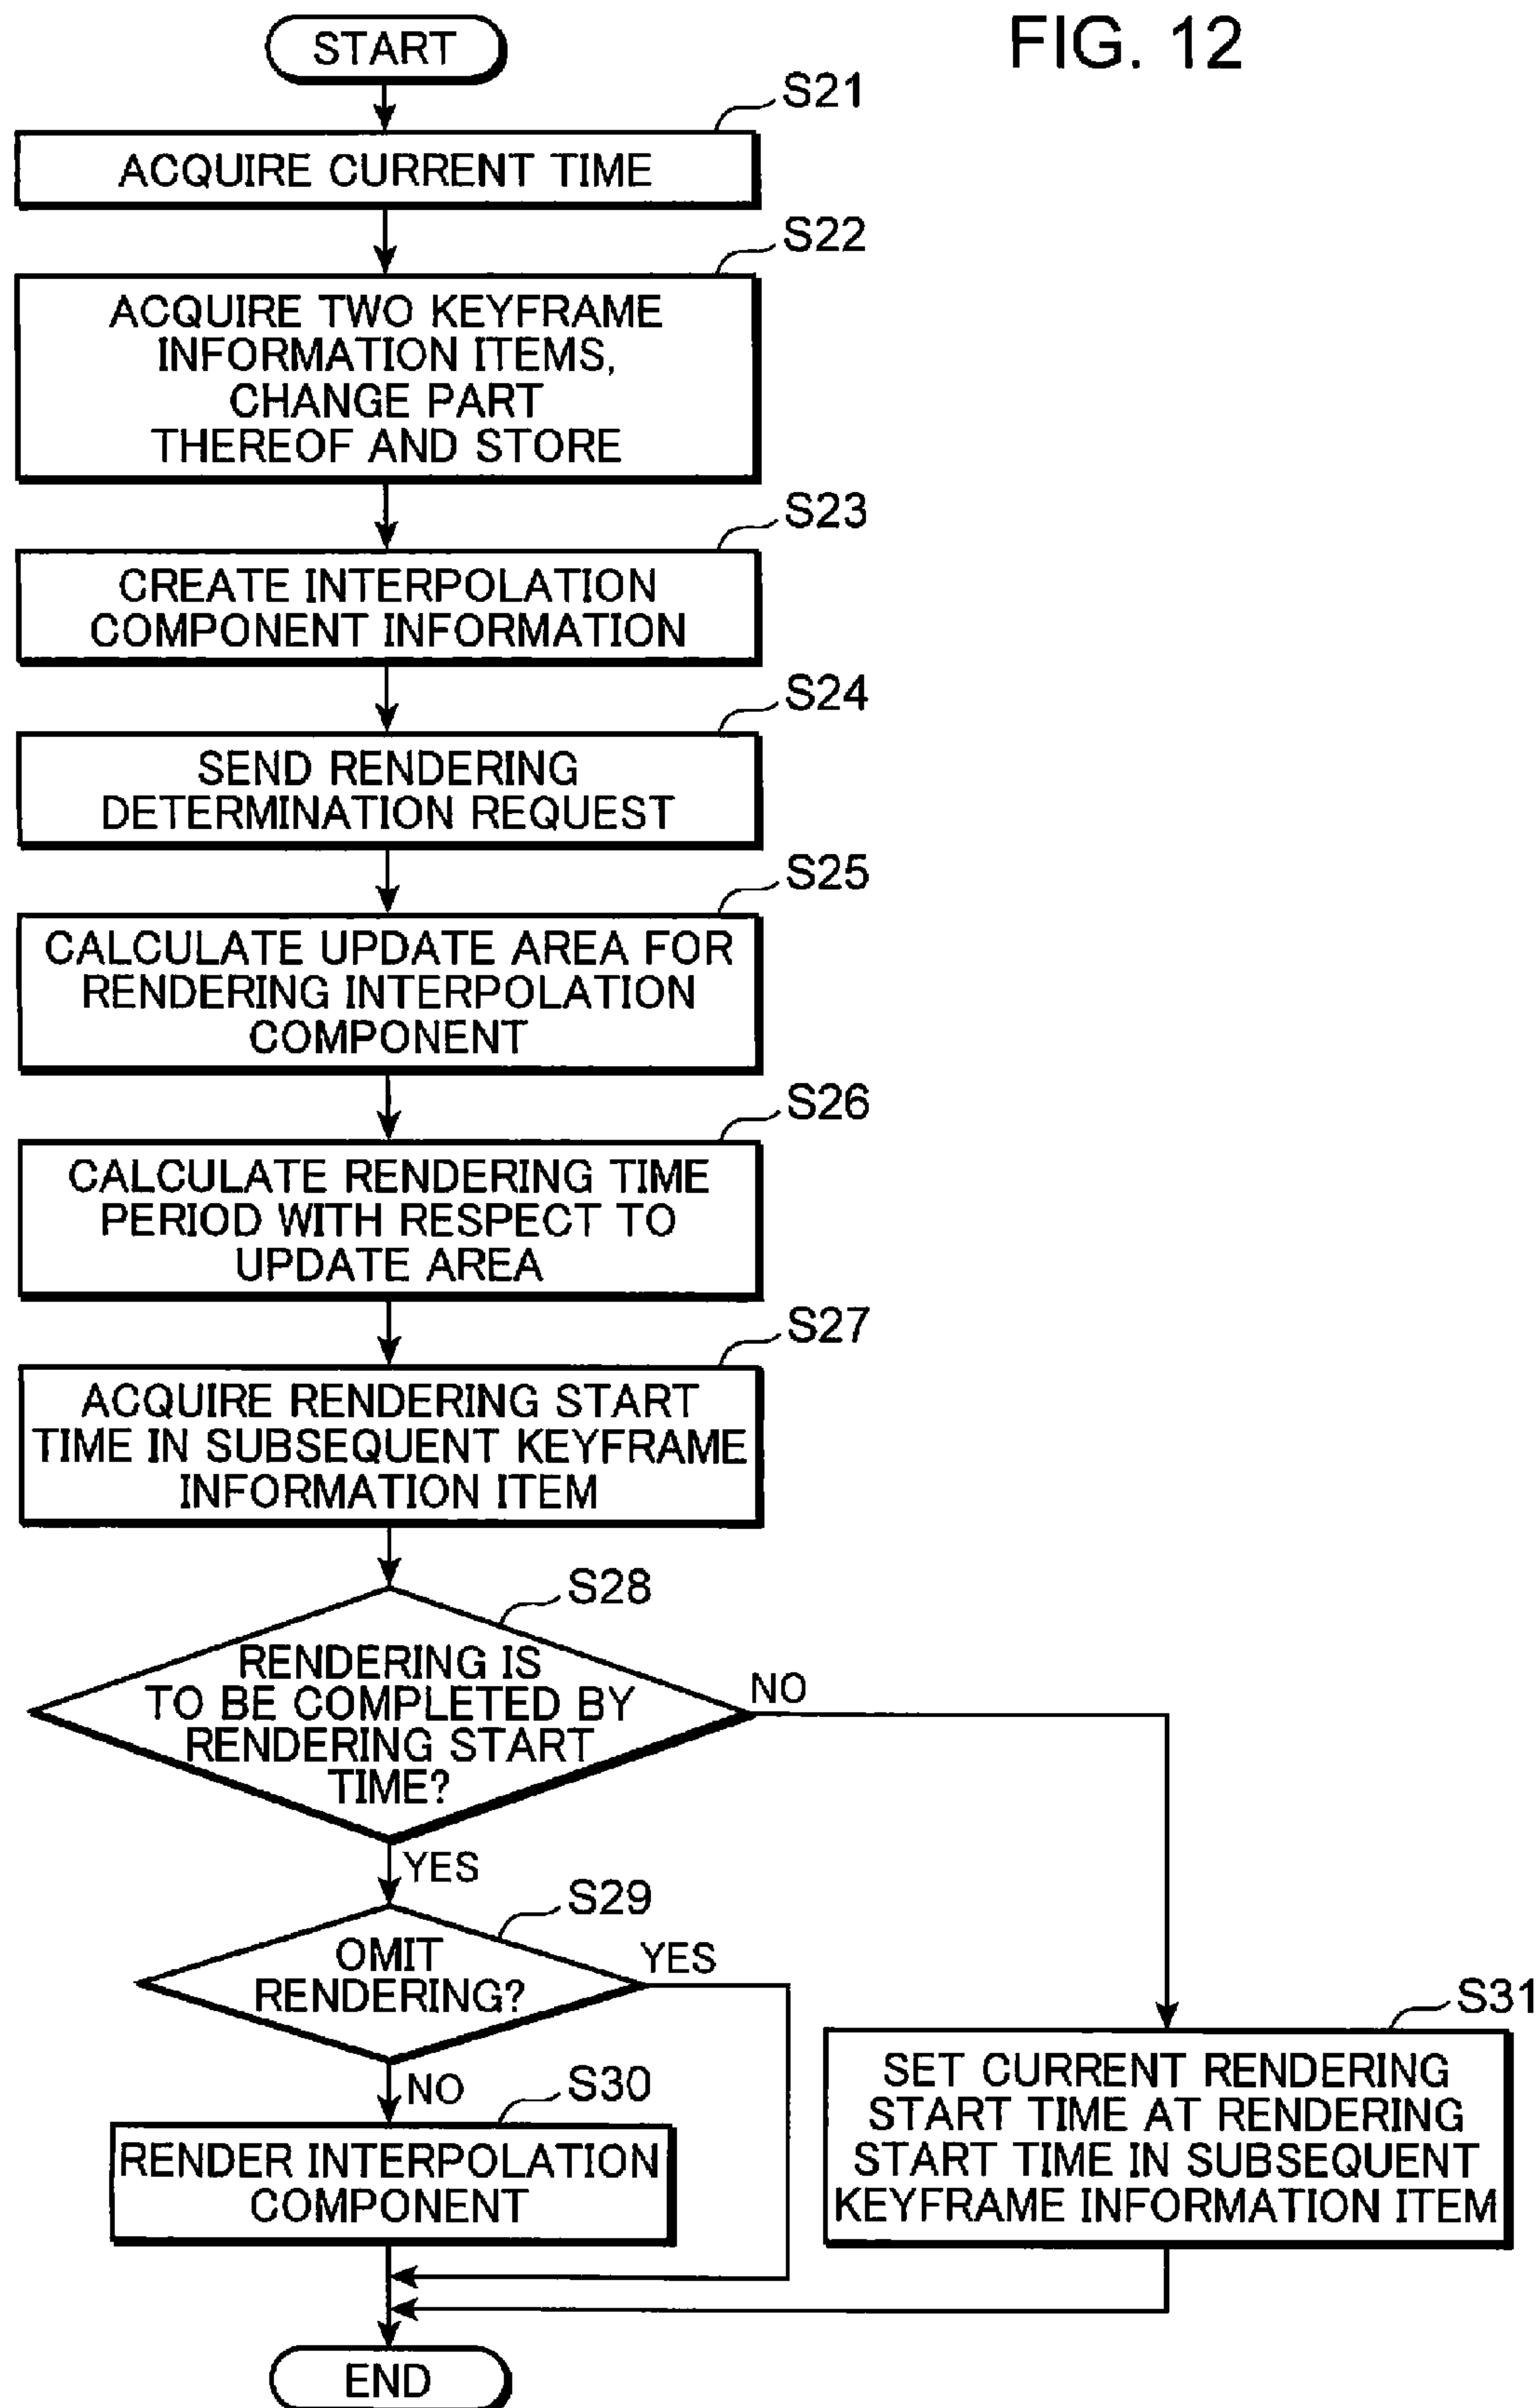 FIG. 12
START
S21
ACQUIRE CURRENT TIME
S22
ACQUIRE TWO KEYFRAME
INFORMATION ITEMS,
CHANGE PART
THEREOF AND STORE
S23
CREATE INTERPOLATION
COMPONENT INFORMATION
S24
SEND RENDERING
DETERMINATION REQUEST
S25
CALCULATE UPDATE AREA FOR
RENDERING INTERPOLATION
COMPONENT
S26
CALCULATE RENDERING TIME
PERIOD WITH RESPECT TO
UPDATE AREA
S27
ACQUIRE RENDERING START
TIME IN SUBSEQUENT KEYFRAME
INFORMATION ITEM
S28
RENDERING IS
TO BE COMPLETED BY
RENDERING START
TIME?
NO
YES
S29
OMIT
RENDERING?
YES
NO
S30
RENDER INTERPOLATION
COMPONENT
S31
SET CURRENT RENDERING
START TIME AT RENDERING
START TIME IN SUBSEQUENT
KEYFRAME INFORMATION ITEM
END